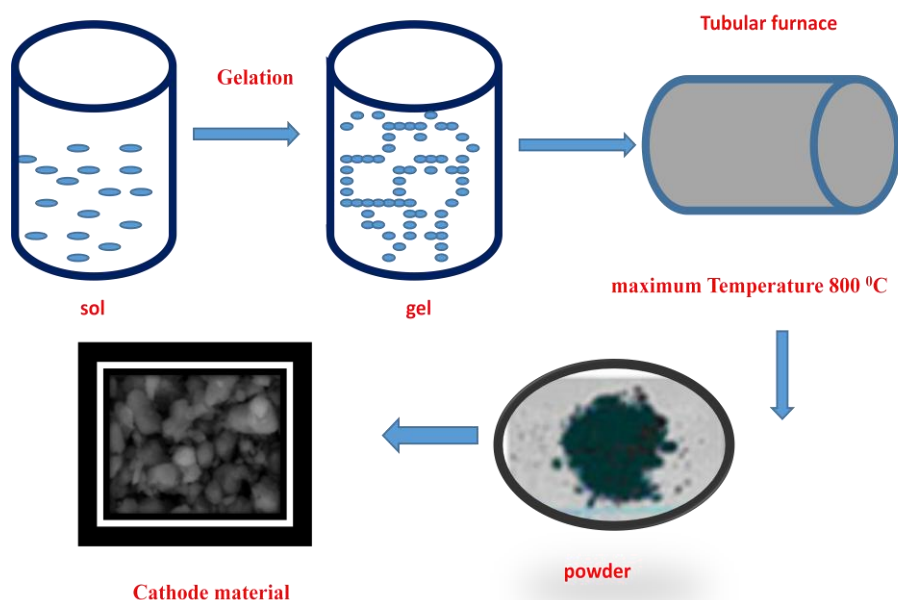 Tubular furnace
Gelation
sol
gel
maximum Temperature 800 ⁰C
powder
Cathode material